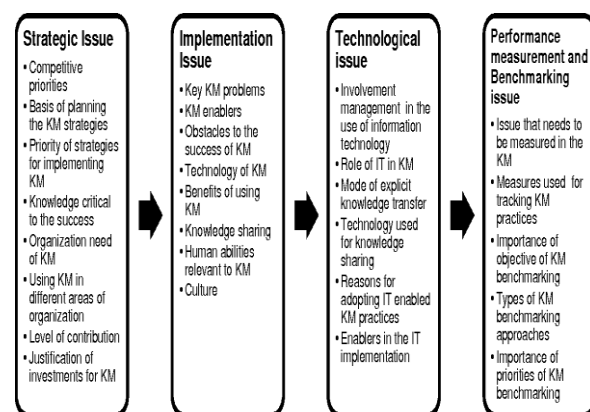 Strategic Issue
• Competitive
priorities
• Basis of planning
the KM strategies
• Priority of strategies
for implementing
KM
• Knowledge critical
to the success
• Organization need
of KM
• Using KM in
different areas of
organization
• Level of contribution
• Justification of
investments for KM
Implementation
Issue
• Key KM problems
• KM enablers
• Obstacles to the
success of KM
• Technology of KM
• Benefits of using
KM
• Knowledge sharing
• Human abilities
relevant to KM
• Culture
Technological
issue
• Involvement
management in the
use of information
technology
• Role of IT in KM
• Mode of explicit
knowledge transfer
• Technology used
for knowledge
sharing
• Reasons for
adopting IT enabled
KM practices
• Enablers in the IT
implementation
Performance
measurement and
Benchmarking
issue
• Issue that needs to
be measured in the
KM
• Measures used for
tracking KM
practices
• Importance of
objective of KM
benchmarking
• Types of KM
benchmarking
approaches
• Importance of
priorities of KM
benchmarking